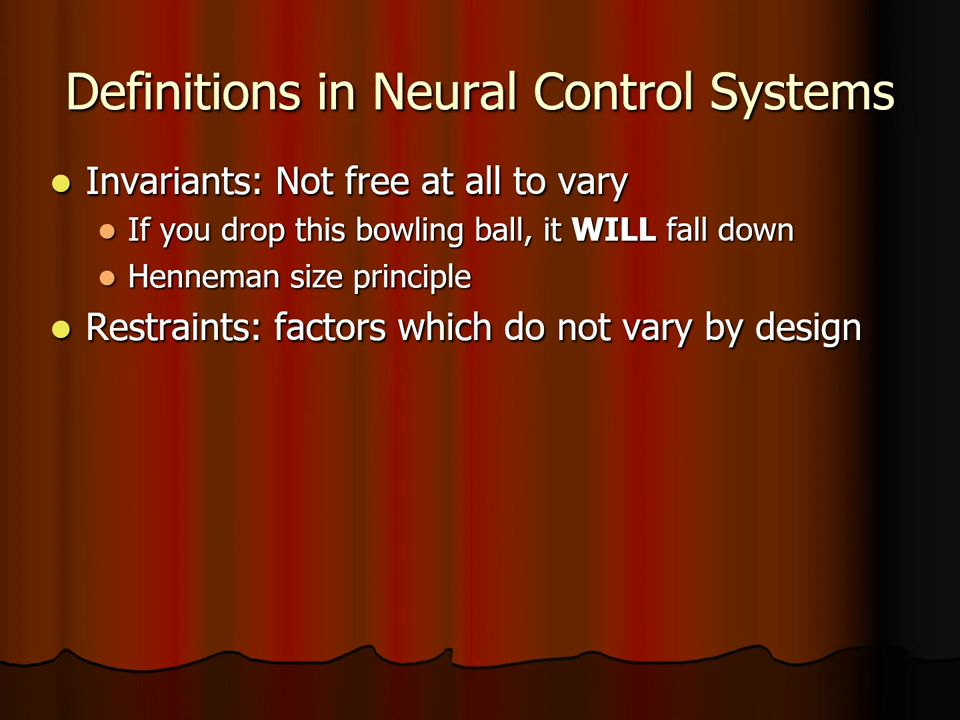 Definitions in Neural Control Systems
Invariants: Not free at all to vary
If you drop this bowling ball, it WILL fall down
Henneman size principle
Restraints: factors which do not vary by design